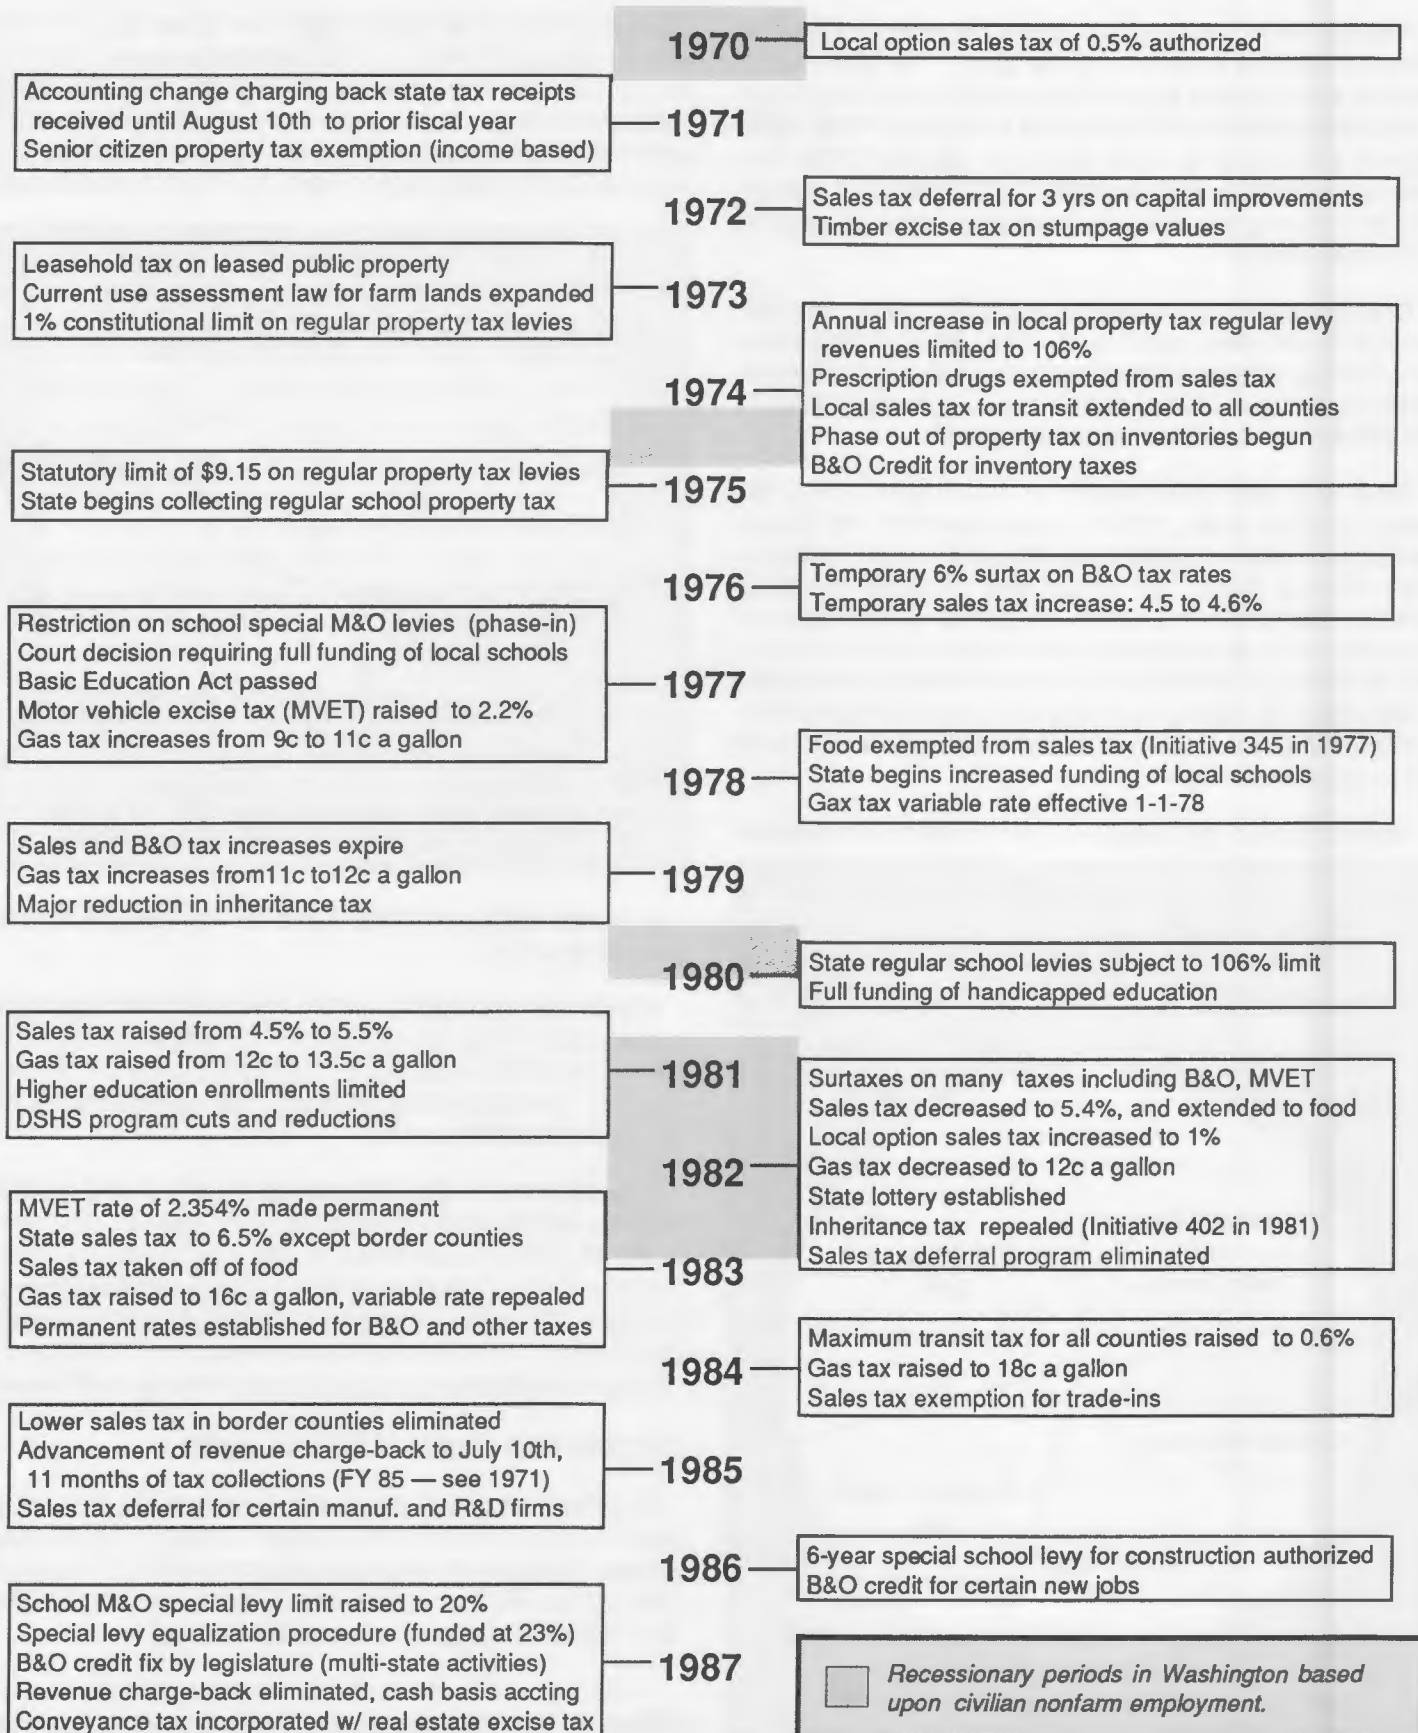 1970
Local option sales tax of 0.5% authorized
Accounting change charging back state tax receipts
received until August 10th to prior fiscal year
Senior citizen property tax exemption (income based)
1971
1972
Sales tax deferral for 3 yrs on capital improvements
Timber excise tax on stumpage values
Leasehold tax on leased public property
Current use assessment law for farm lands expanded
1% constitutional limit on regular property tax levies
1973
1974
Annual increase in local property tax regular levy
revenues limited to 106%
Prescription drugs exempted from sales tax
Local sales tax for transit extended to all counties
Phase out of property tax on inventories begun
B&O Credit for inventory taxes
Statutory limit of $9.15 on regular property tax levies
State begins collecting regular school property tax
1975
1976
Temporary 6% surtax on B&O tax rates
Temporary sales tax increase: 4.5 to 4.6%
Restriction on school special M&O levies (phase-in)
Court decision requiring full funding of local schools
Basic Education Act passed
Motor vehicle excise tax (MVET) raised to 2.2%
Gas tax increases from 9c to 11c a gallon
1977
1978
Food exempted from sales tax (Initiative 345 in 1977)
State begins increased funding of local schools
Gax tax variable rate effective 1-1-78
Sales and B&O tax increases expire
Gas tax increases from11c to12c a gallon
Major reduction in inheritance tax
1979
1980
State regular school levies subject to 106% limit
Full funding of handicapped education
Sales tax raised from 4.5% to 5.5%
Gas tax raised from 12c to 13.5c a gallon
Higher education enrollments limited
DSHS program cuts and reductions
1981
1982
Surtaxes on many taxes including B&O, MVET
Sales tax decreased to 5.4%, and extended to food
Local option sales tax increased to 1%
Gas tax decreased to 12c a gallon
State lottery established
Inheritance tax repealed (Initiative 402 in 1981)
Sales tax deferral program eliminated
MVET rate of 2.354% made permanent
State sales tax to 6.5% except border counties
Sales tax taken off of food
Gas tax raised to 16c a gallon, variable rate repealed
Permanent rates established for B&O and other taxes
1983
1984
Maximum transit tax for all counties raised to 0.6%
Gas tax raised to 18c a gallon
Sales tax exemption for trade-ins
Lower sales tax in border counties eliminated
Advancement of revenue charge-back to July 10th,
11 months of tax collections (FY 85 — see 1971)
Sales tax deferral for certain manuf. and R&D firms
1985
1986
6-year special school levy for construction authorized
B&O credit for certain new jobs
School M&O special levy limit raised to 20%
Special levy equalization procedure (funded at 23%)
B&O credit fix by legislature (multi-state activities)
Revenue charge-back eliminated, cash basis accting
Conveyance tax incorporated w/ real estate excise tax
1987
Recessionary periods in Washington based
upon civilian nonfarm employment.